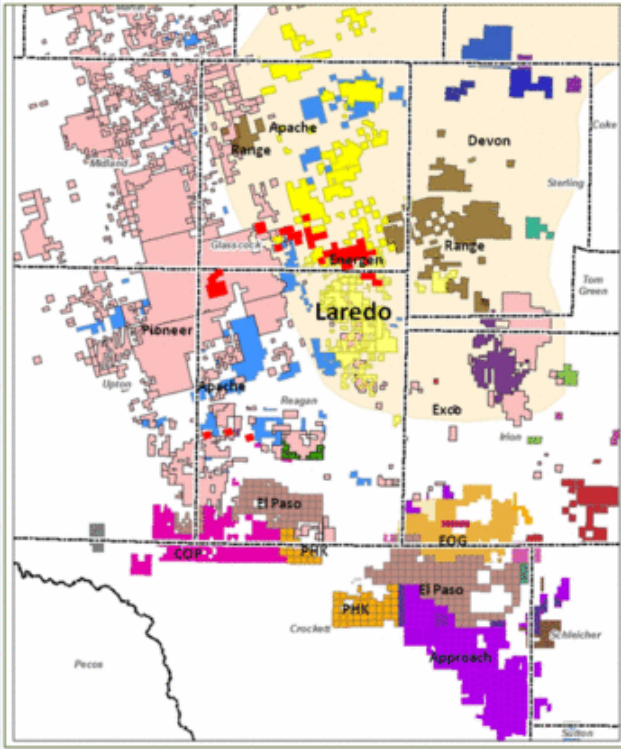 Martin
Coke
Apache
Range
Devon
Midland
Sterling
Glasscock
Range
Energen
Tom
Green
Laredo
Pioneer
Upton
Apache
Reagan
Exco
Irion
El Paso
COP
PHK
EOG
El Paso
PHK
Crockett
Schleicher
Approach
Pecos
Sutton